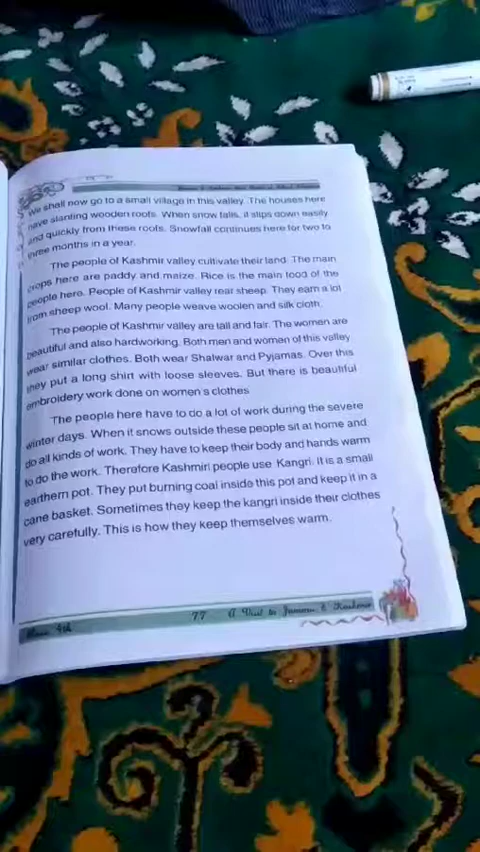 We shall now go to a small village in this valley. The houses here
have slanting wooden roofs. When snow falls, it slips down easily
and quickly from these roofs. Snowfall continues here for two to
three months in a year.
The people of Kashmir valley cultivate their land. The main
crops here are paddy and maize. Rice is the main food of the
people here. People of Kashmir valley rear sheep. They earn a lot
from sheep wool. Many people weave woolen and silk cloth.
The people of Kashmir valley are tall and fair. The women are
beautiful and also hardworking. Both men and women of this valley
wear similar clothes. Both wear Shalwar and Pyjamas. Over this
they put a long shirt with loose sleeves. But there is beautiful
embroidery work done on women's clothes
The people here have to do a lot of work during the severe
winter days. When it snows outside these people sit at home and
do all kinds of work. They have to keep their body and hands warm
to do the work. Therefore Kashmiri people use Kangri. It is a small
earthern pot. They put burning coal inside this pot and keep it in a
cane basket. Sometimes they keep the kangri inside their clothes
very carefully. This is how they keep themselves warm.
Class 4th 77 A Visit to Jammu & Kashmir